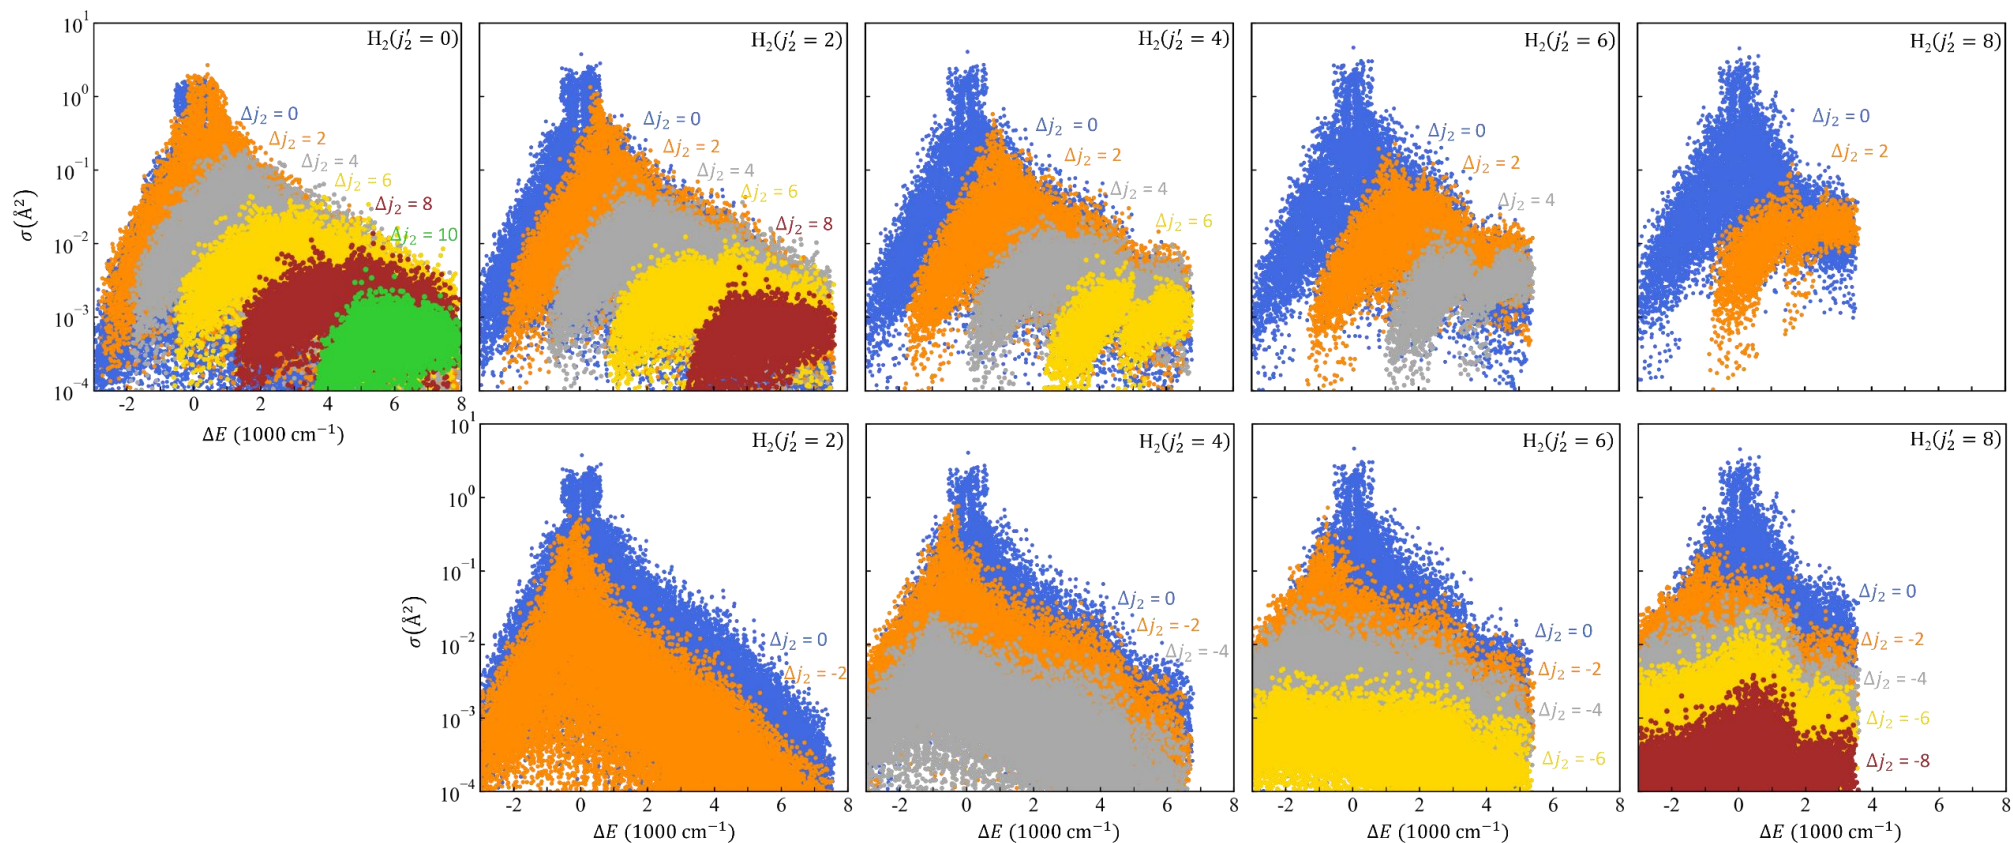 H₂(j₂′ = 0)
Δj₂ = 0
Δj₂ = 2
Δj₂ = 4
Δj₂ = 6
Δj₂ = 8
Δj₂ = 10
10¹
10⁰
10⁻¹
10⁻²
10⁻³
10⁻⁴
σ(Å²)
-2 0 2 4 6 8
ΔE (1000 cm⁻¹)
H₂(j₂′ = 2)
Δj₂ = 0
Δj₂ = 2
Δj₂ = 4
Δj₂ = 6
Δj₂ = 8
H₂(j₂′ = 4)
Δj₂ = 0
Δj₂ = 2
Δj₂ = 4
Δj₂ = 6
H₂(j₂′ = 6)
Δj₂ = 0
Δj₂ = 2
Δj₂ = 4
H₂(j₂′ = 8)
Δj₂ = 0
Δj₂ = 2
10¹
10⁰
10⁻¹
10⁻²
10⁻³
10⁻⁴
σ(Å²)
H₂(j₂′ = 2)
Δj₂ = 0
Δj₂ = -2
-2 0 2 4 6 8
ΔE (1000 cm⁻¹)
H₂(j₂′ = 4)
Δj₂ = 0
Δj₂ = -2
Δj₂ = -4
-2 0 2 4 6 8
ΔE (1000 cm⁻¹)
H₂(j₂′ = 6)
Δj₂ = 0
Δj₂ = -2
Δj₂ = -4
Δj₂ = -6
-2 0 2 4 6 8
ΔE (1000 cm⁻¹)
H₂(j₂′ = 8)
Δj₂ = 0
Δj₂ = -2
Δj₂ = -4
Δj₂ = -6
Δj₂ = -8
-2 0 2 4 6 8
ΔE (1000 cm⁻¹)